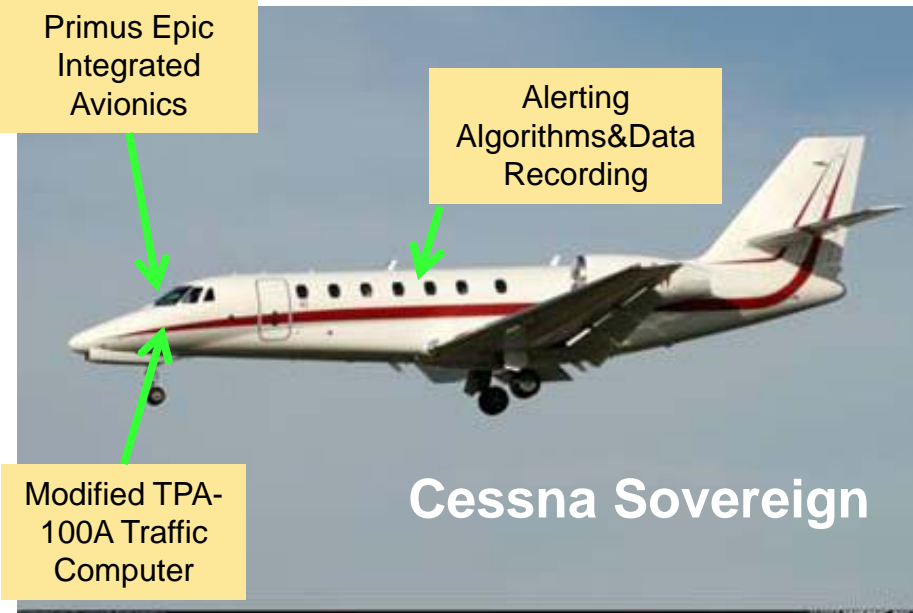 Primus Epic
Integrated
Avionics
Alerting
Algorithms&Data
Recording
Modified TPA-
100A Traffic
Computer
Cessna Sovereign